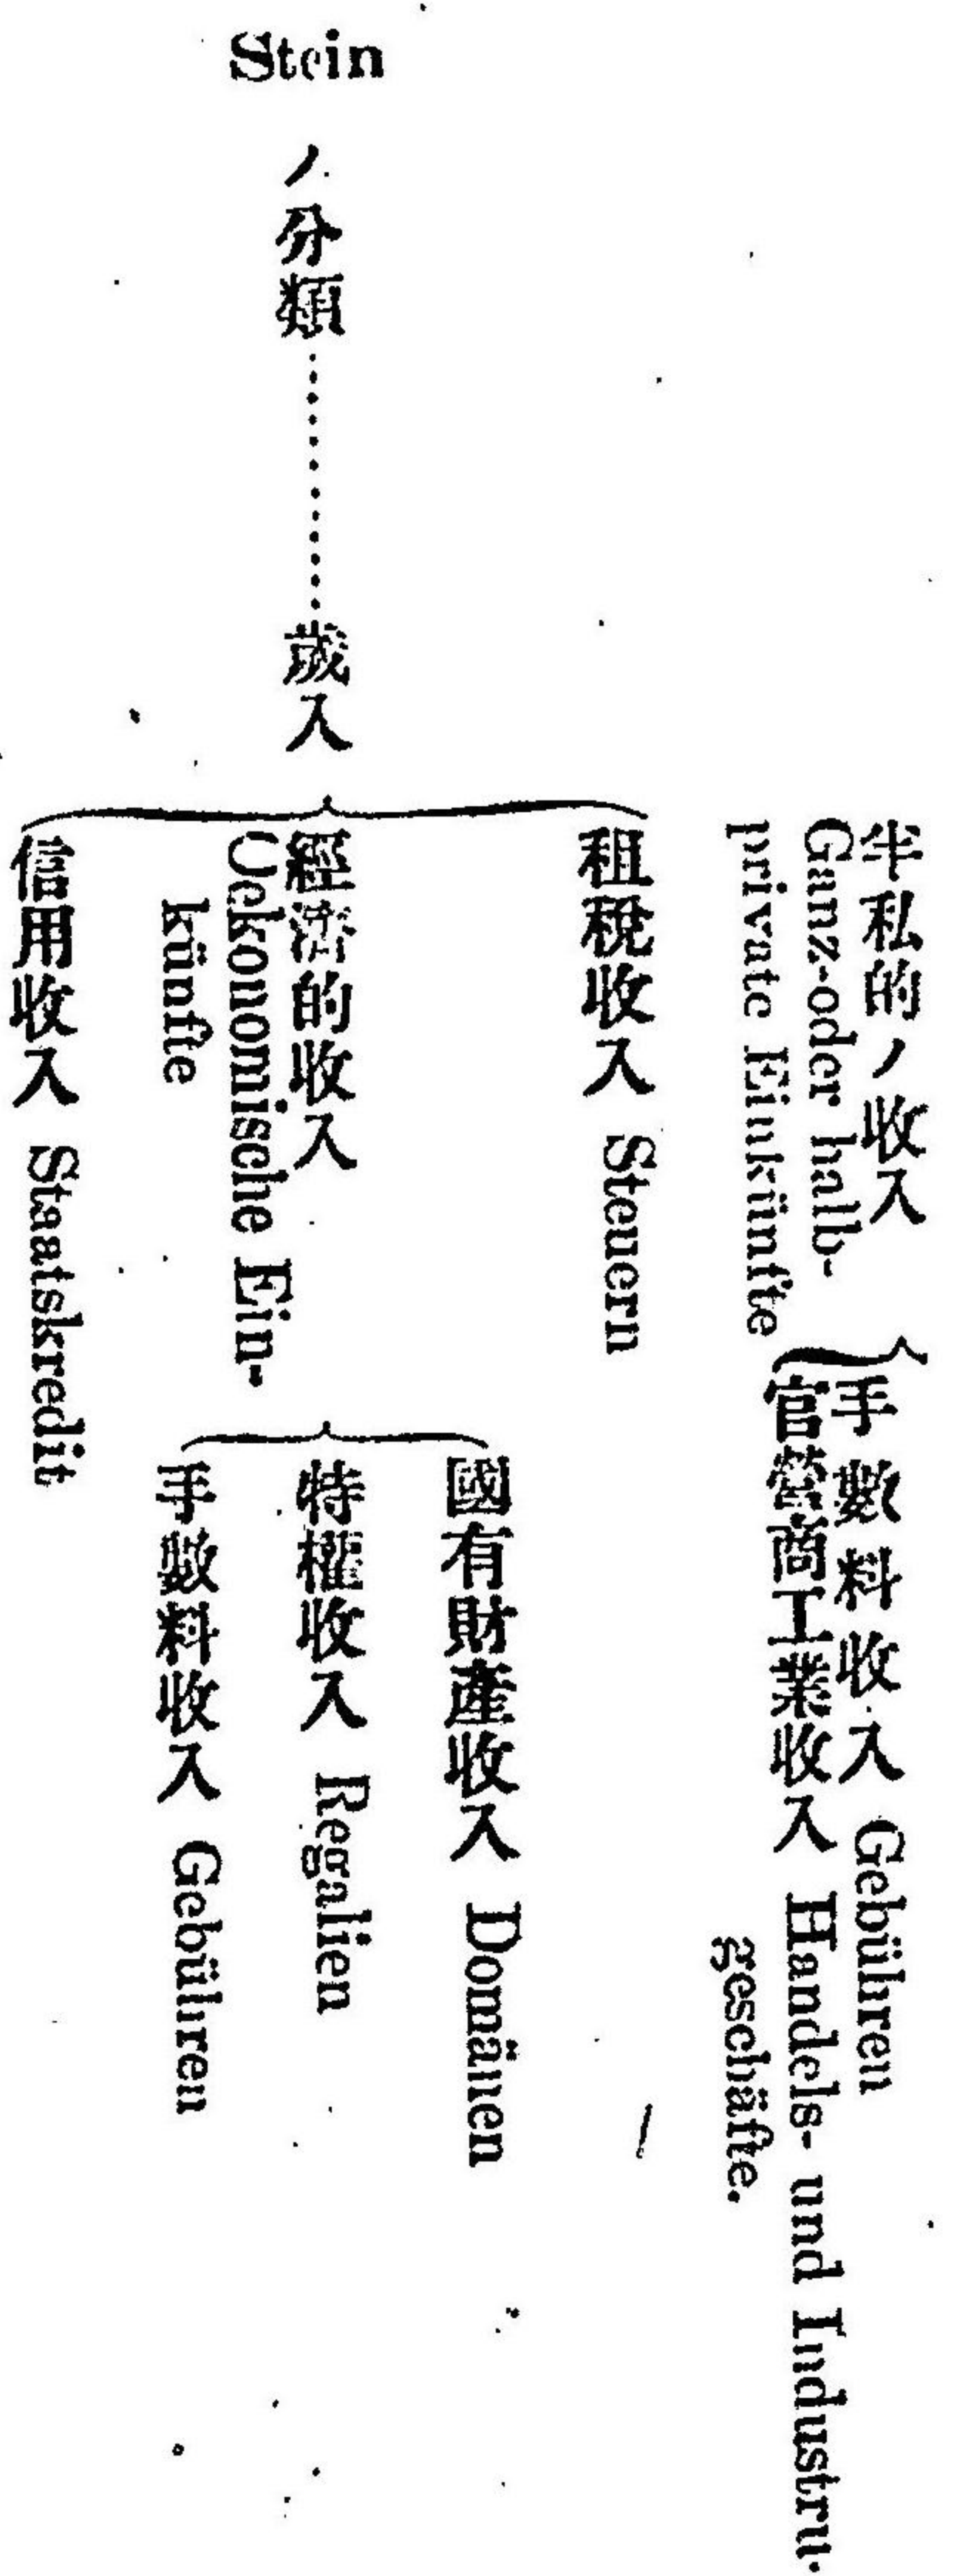 半私的ノ收入
Ganz-oder halb-
private Einkünfte
手數料收入 Gebühren
官營商工業收入 Handels- und Industru-
geschäfte.
Stein ノ分類…………歲入
租稅收入 Steuern
經濟的收入
Oekonomische Ein-
künfte
國有財產收入 Domänen
特權收入 Regalien
手數料收入 Gebühren
信用收入 Staatskredit